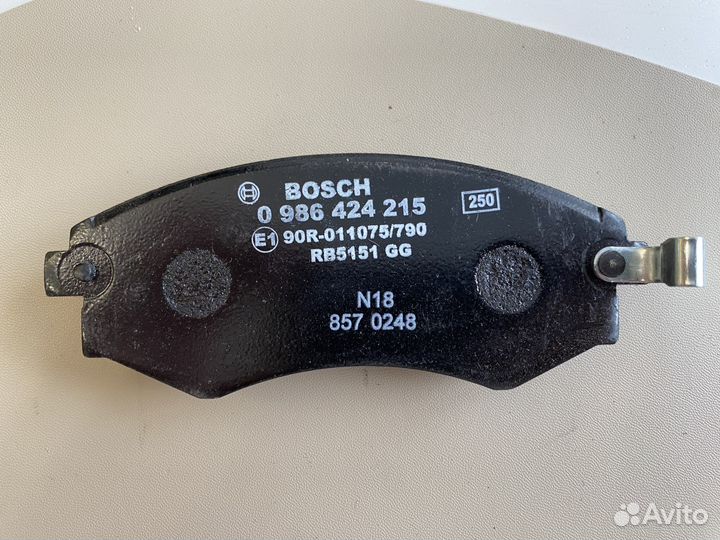 BOSCH
0 986 424 215
250
E1 90R-011075/790
RB5151 GG
N18
857 0248
Avito